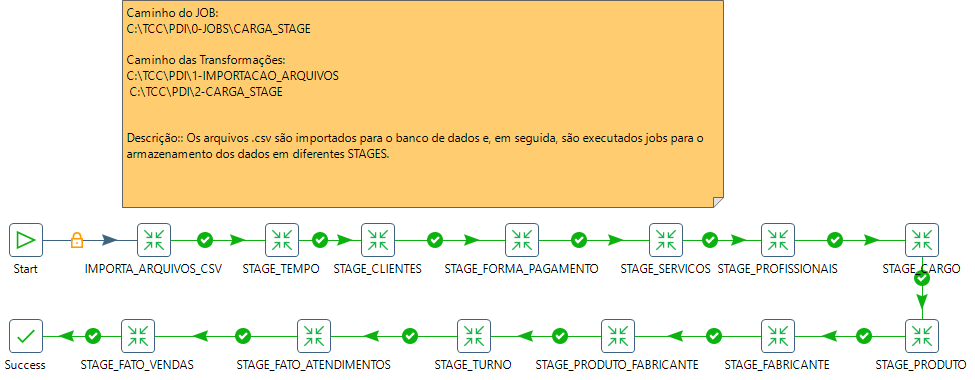 Caminho do JOB:
C:\TCC\PDI\0-JOBS\CARGA_STAGE
Caminho das Transformações:
C:\TCC\PDI\1-IMPORTACAO_ARQUIVOS
C:\TCC\PDI\2-CARGA_STAGE
Descrição:: Os arquivos .csv são importados para o banco de dados e, em seguida, são executados jobs para o
armazenamento dos dados em diferentes STAGES.
Start
IMPORTA_ARQUIVOS_CSV
STAGE_TEMPO
STAGE_CLIENTES
STAGE_FORMA_PAGAMENTO
STAGE_SERVICOS
STAGE_PROFISSIONAIS
STAGE_CARGO
Success
STAGE_FATO_VENDAS
STAGE_FATO_ATENDIMENTOS
STAGE_TURNO
STAGE_PRODUTO_FABRICANTE
STAGE_FABRICANTE
STAGE_PRODUTO